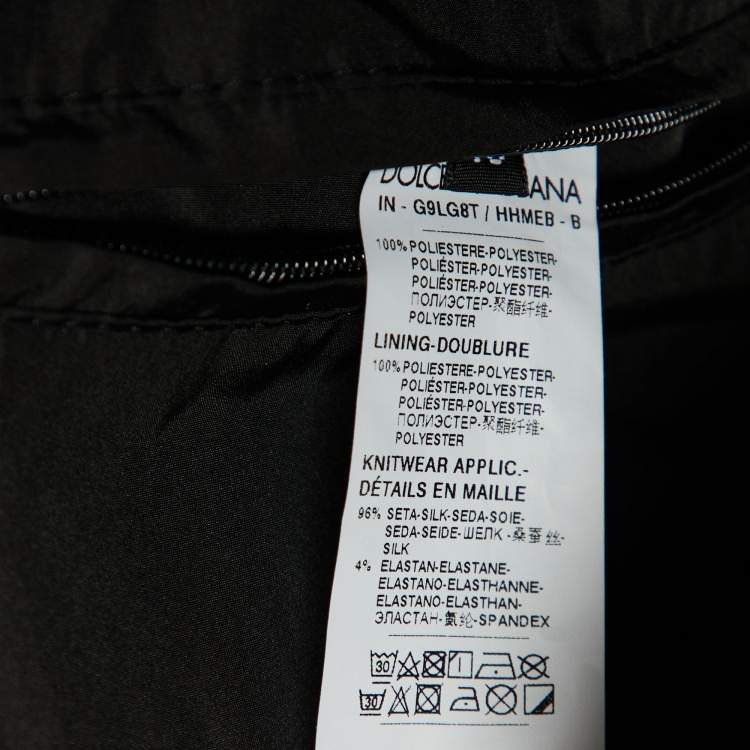 DOLC ANA
IN - G9LG8T / HHMEB - B
100% POLIESTERE-POLYESTER-
POLIÉSTER-POLYESTER-
POLIÉSTER-POLYESTER-
ПОЛИЭСТЕР-聚酯纤维-
POLYESTER
LINING-DOUBLURE
100% POLIESTERE-POLYESTER-
POLIÉSTER-POLYESTER-
POLIÉSTER-POLYESTER-
ПОЛИЭСТЕР-聚酯纤维-
POLYESTER
KNITWEAR APPLIC.-
DÉTAILS EN MAILLE
96% SETA-SILK-SEDA-SOIE-
SEDA-SEIDE-ШЕЛК-桑蚕丝-
SILK
4% ELASTAN-ELASTANE-
ELASTANO-ELASTHANNE-
ELASTANO-ELASTHAN-
ЭЛАСТАН-氨纶-SPANDEX
30
30